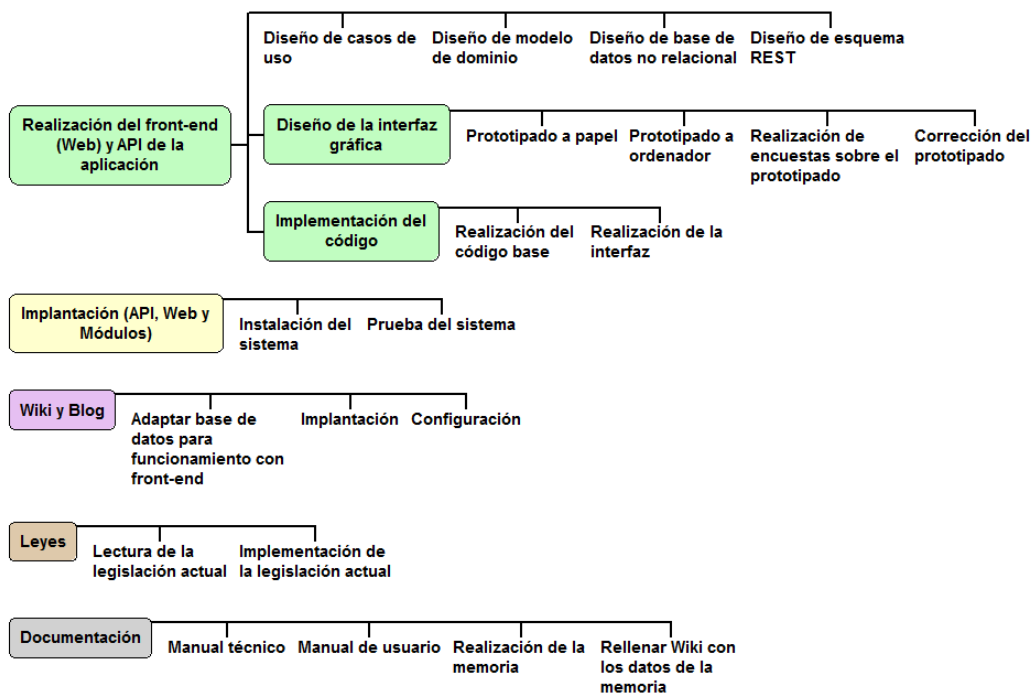 Diseño de casos de
uso
Diseño de modelo
de dominio
Diseño de base de
datos no relacional
Diseño de esquema
REST
Realización del front-end
(Web) y API de la
aplicación
Diseño de la interfaz
gráfica
Prototipado a papel
Prototipado a
ordenador
Realización de
encuestas sobre el
prototipado
Corrección del
prototipado
Implementación del
código
Realización del
código base
Realización de la
interfaz
Implantación (API, Web y
Módulos)
Instalación del
sistema
Prueba del sistema
Wiki y Blog
Adaptar base de
datos para
funcionamiento con
front-end
Implantación
Configuración
Leyes
Lectura de la
legislación actual
Implementación de
la legislación actual
Documentación
Manual técnico
Manual de usuario
Realización de la
memoria
Rellenar Wiki con
los datos de la
memoria